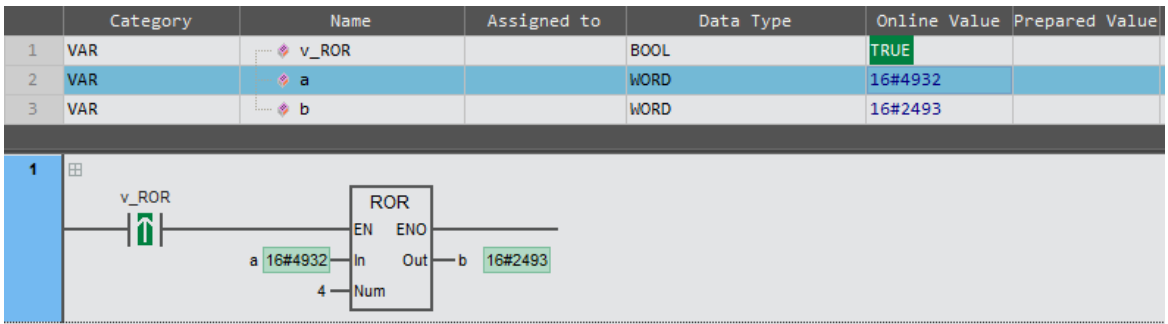 Category Name Assigned to Data Type Online Value Prepared Value
1 VAR v_ROR BOOL TRUE
2 VAR a WORD 16#4932
3 VAR b WORD 16#2493
1
v_ROR
ROR
EN ENO
a 16#4932 In Out b 16#2493
4 Num